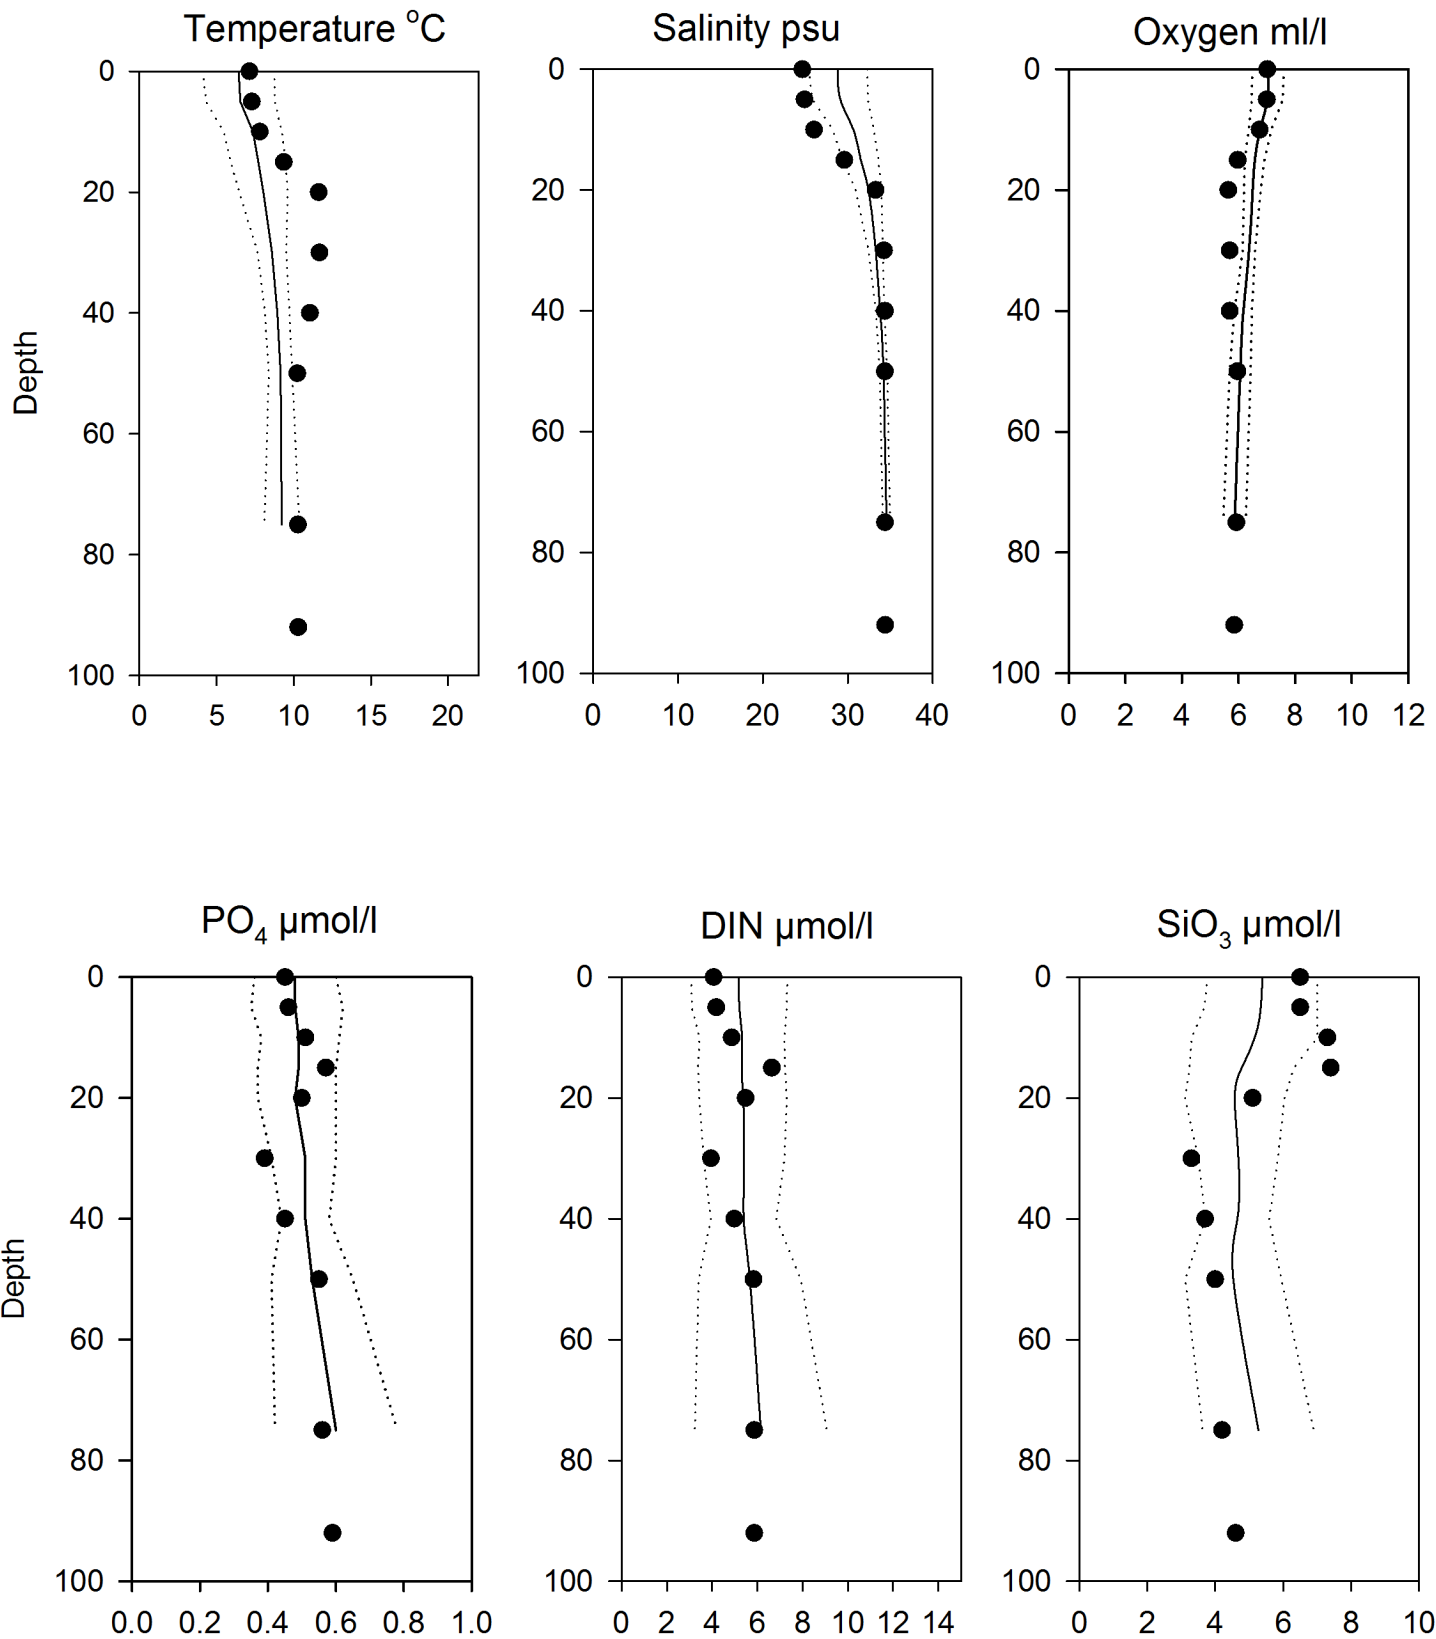 Temperature °C
Salinity psu
Oxygen ml/l
0
20
40
60
80
100
Depth
0 5 10 15 20
0
20
40
60
80
100
0 10 20 30 40
0
20
40
60
80
100
0 2 4 6 8 10 12
PO4 µmol/l
DIN µmol/l
SiO3 µmol/l
0
20
40
60
80
100
Depth
0.0 0.2 0.4 0.6 0.8 1.0
0
20
40
60
80
100
0 2 4 6 8 10 12 14
0
20
40
60
80
100
0 2 4 6 8 10